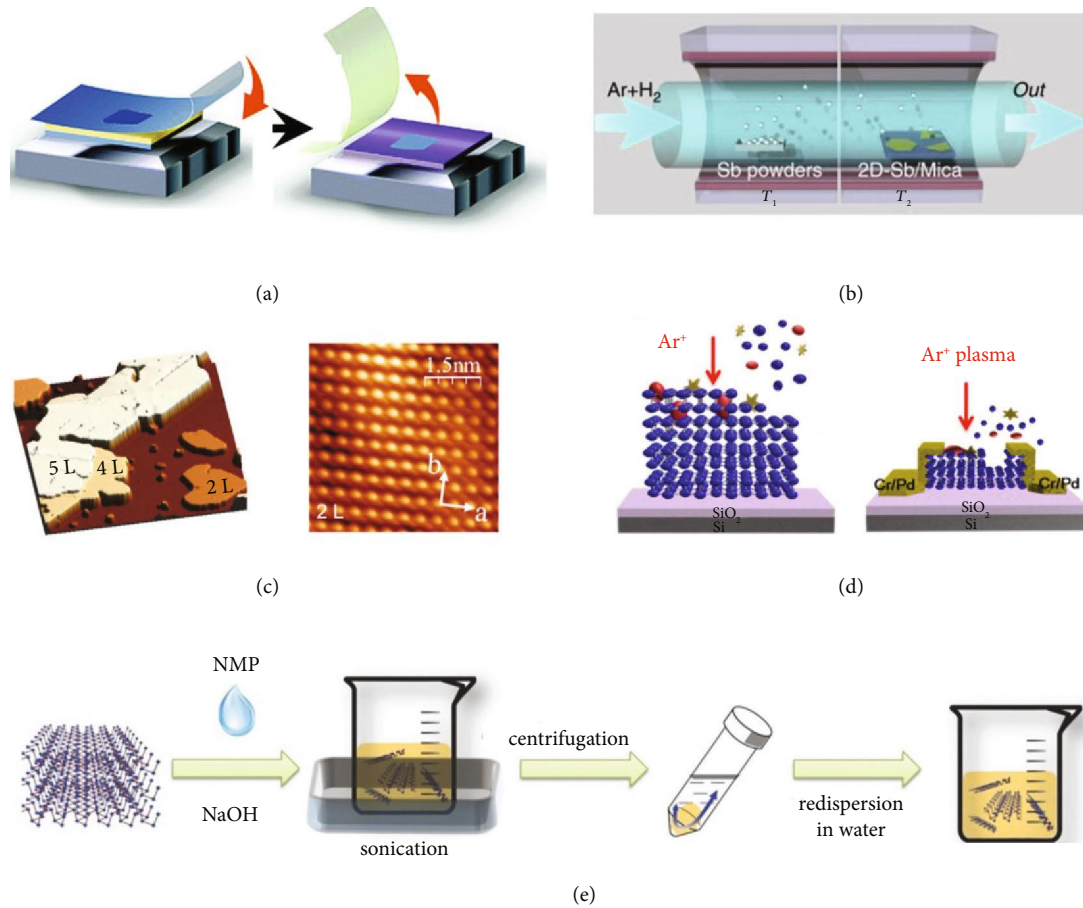 (a)
Ar+H₂
Out
Sb powders
2D-Sb/Mica
T₁
T₂
(b)
5 L
4 L
2 L
1.5nm
b
a
2 L
(c)
Ar⁺
SiO₂
Si
Ar⁺ plasma
Cr/Pd
Cr/Pd
SiO₂
Si
(d)
NMP
NaOH
sonication
centrifugation
redispersion
in water
(e)